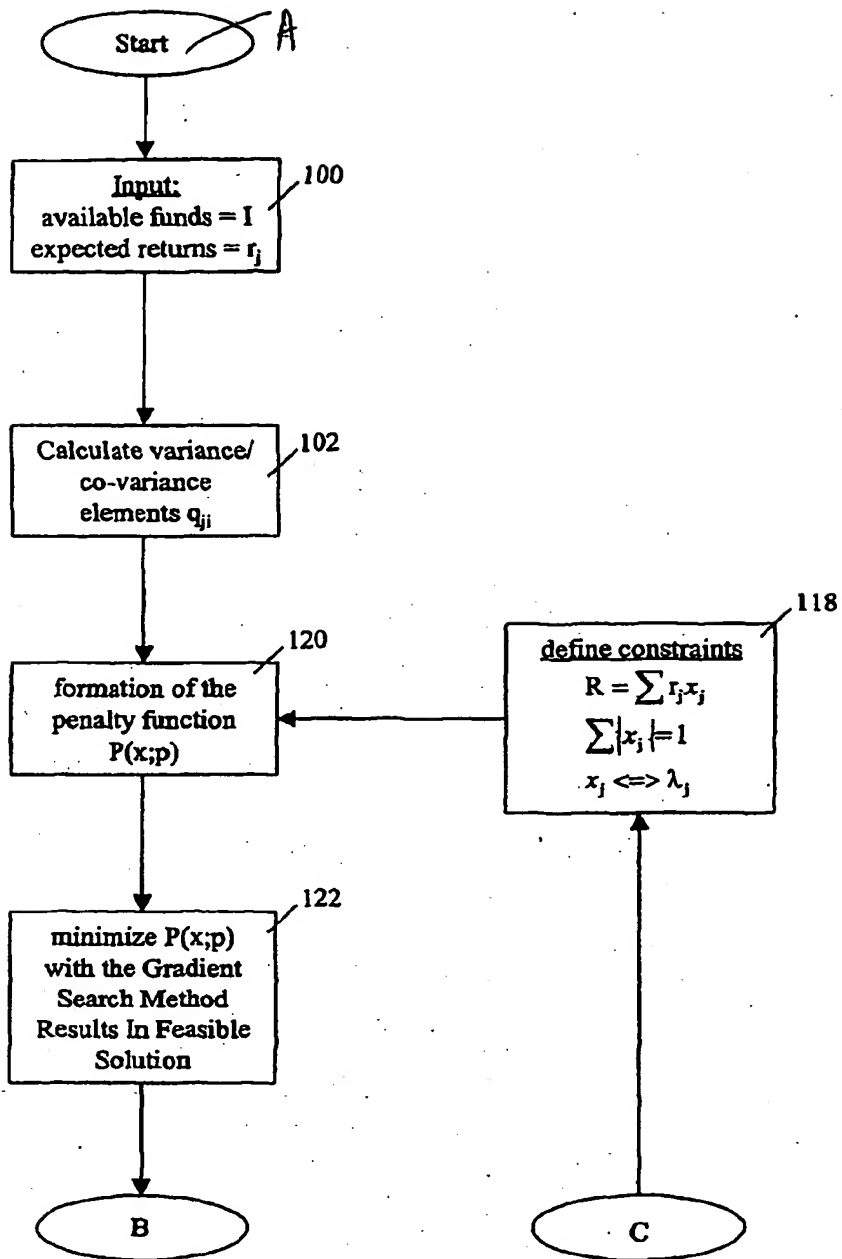 Start
A
Input:
available funds = I
expected returns = rⱼ
100
Calculate variance/
co-variance
elements qⱼᵢ
102
formation of the
penalty function
P(x;p)
120
define constraints
R = ∑ rⱼxⱼ
∑|xⱼ|=1
xⱼ <=> λⱼ
118
minimize P(x;p)
with the Gradient
Search Method
Results In Feasible
Solution
122
B
C